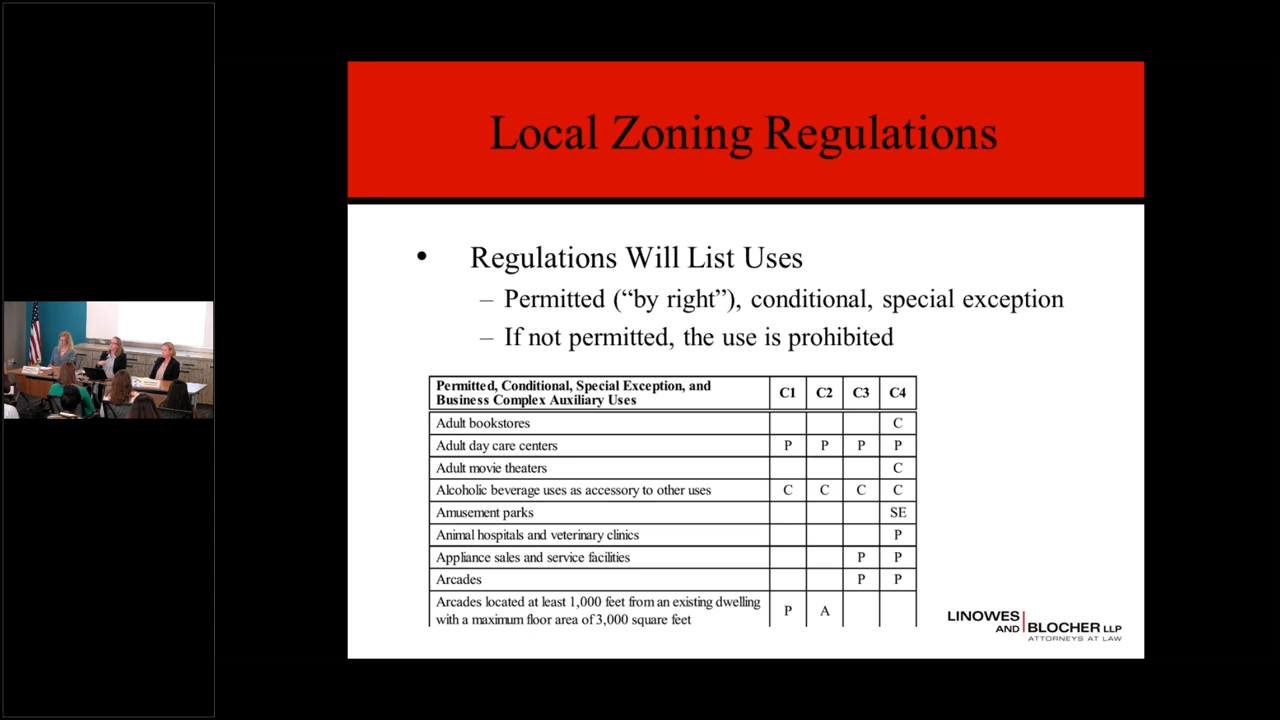 Local Zoning Regulations
• Regulations Will List Uses
– Permitted (“by right”), conditional, special exception
– If not permitted, the use is prohibited
Permitted, Conditional, Special Exception, and
Business Complex Auxiliary Uses C1 C2 C3 C4
Adult bookstores C
Adult day care centers P P P P
Adult movie theaters C
Alcoholic beverage uses as accessory to other uses C C C C
Amusement parks SE
Animal hospitals and veterinary clinics P
Appliance sales and service facilities P P
Arcades P P
Arcades located at least 1,000 feet from an existing dwelling
with a maximum floor area of 3,000 square feet P A
LINOWES
AND BLOCHER LLP
ATTORNEYS AT LAW